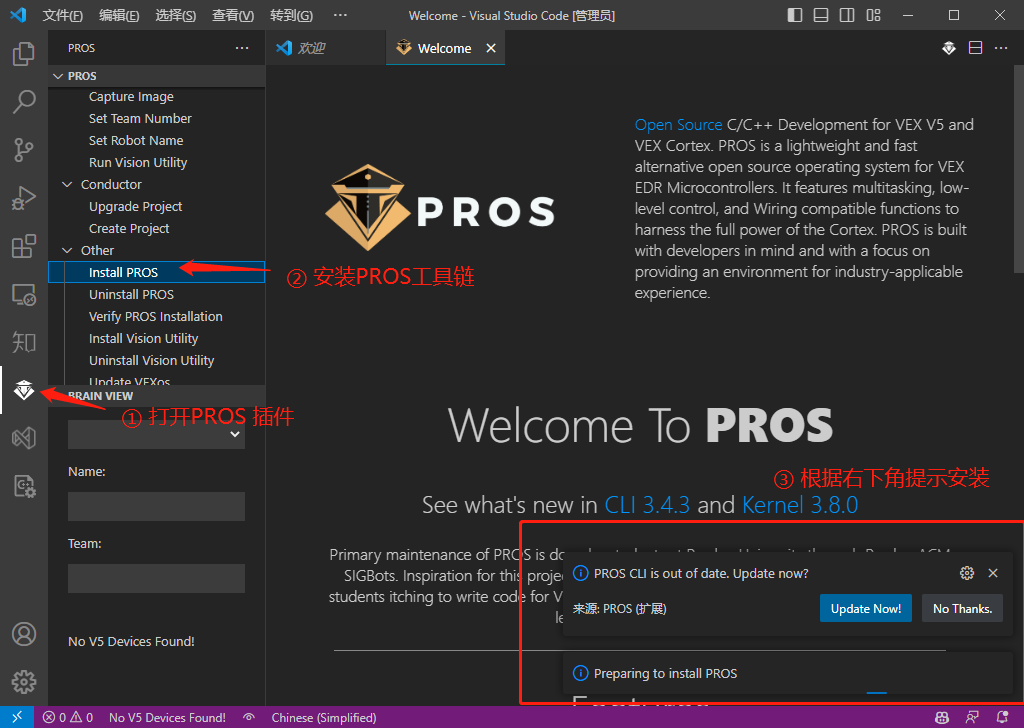 文件(F) 编辑(E) 选择(S) 查看(V) 转到(G) ··· Welcome - Visual Studio Code [管理员]
PROS ···
欢迎
Welcome
PROS
Capture Image
Set Team Number
Set Robot Name
Run Vision Utility
Conductor
Upgrade Project
Create Project
Other
Install PROS
Uninstall PROS
Verify PROS Installation
Install Vision Utility
Uninstall Vision Utility
Update VEXos
② 安装PROS工具链
BRAIN VIEW
① 打开PROS 插件
Name:
Team:
No V5 Devices Found!
知
PROS
Open Source C/C++ Development for VEX V5 and
VEX Cortex. PROS is a lightweight and fast
alternative open source operating system for VEX
EDR Microcontrollers. It features multitasking, low-
level control, and Wiring compatible functions to
harness the full power of the Cortex. PROS is built
with developers in mind and with a focus on
providing an environment for industry-applicable
experience.
Welcome To PROS
③ 根据右下角提示安装
See what's new in CLI 3.4.3 and Kernel 3.8.0
Primary maintenance of PROS is
SIGBots. Inspiration for this
students itching to write code for
PROS CLI is out of date. Update now?
来源: PROS (扩展)
Update Now!
No Thanks.
Preparing to install PROS
0 0 No V5 Devices Found! Chinese (Simplified)